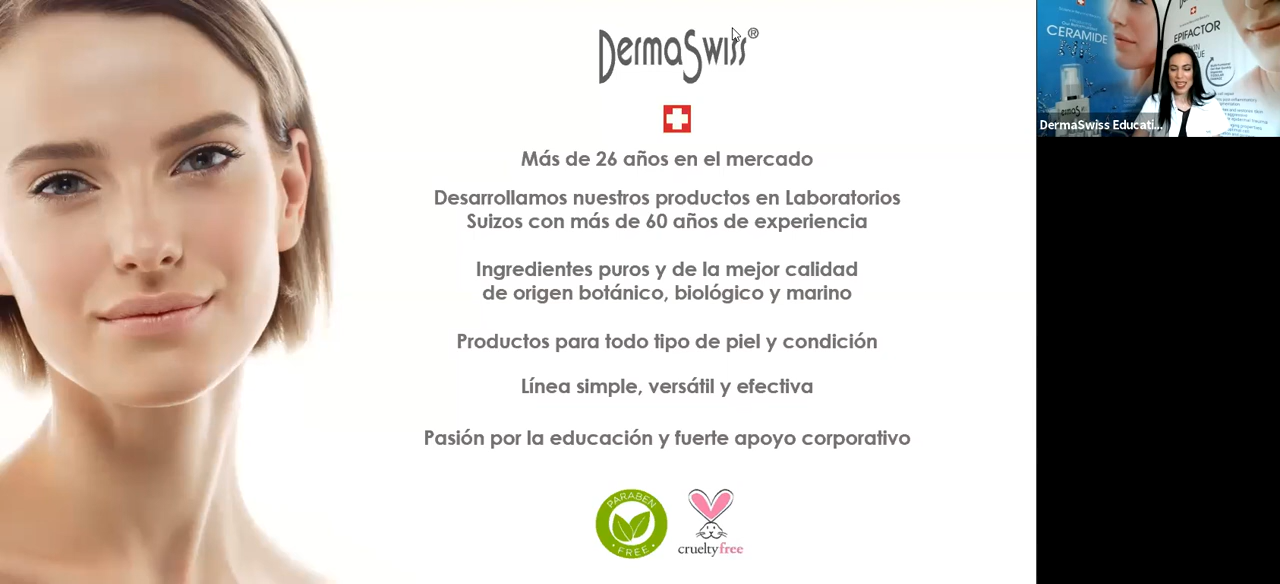 DermaSwiss®
Más de 26 años en el mercado
Desarrollamos nuestros productos en Laboratorios
Suizos con más de 60 años de experiencia
Ingredientes puros y de la mejor calidad
de origen botánico, biológico y marino
Productos para todo tipo de piel y condición
Línea simple, versátil y efectiva
Pasión por la educación y fuerte apoyo corporativo
PARABEN
FREE
crueltyfree
CERAMIDE
EPIFACTOR
DermaSwiss Educati...